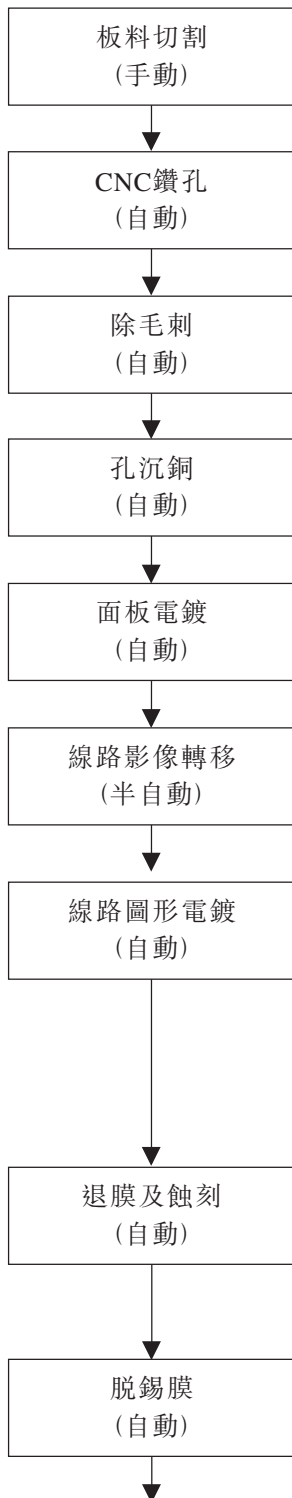 板料切割
(手動)
CNC鑽孔
(自動)
除毛刺
(自動)
孔沉銅
(自動)
面板電鍍
(自動)
線路影像轉移
(半自動)
線路圖形電鍍
(自動)
退膜及蝕刻
(自動)
脱錫膜
(自動)